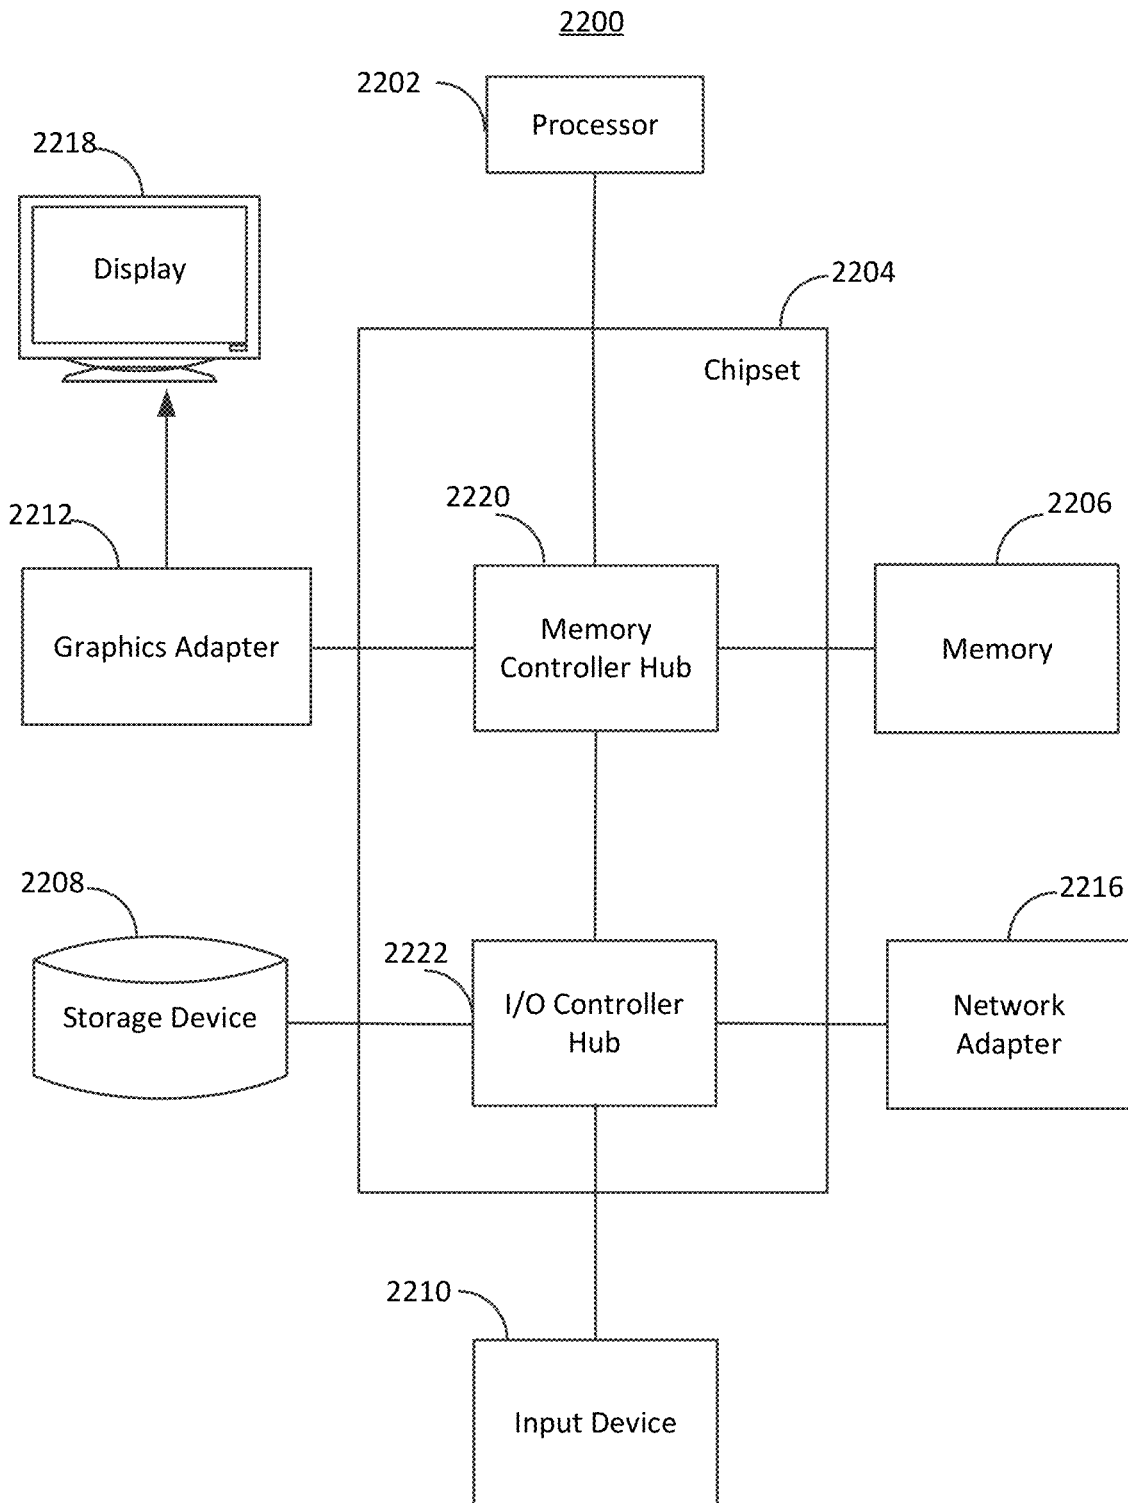 2200
2202
Processor
2218
Display
2204
Chipset
2220
2212
2206
Memory
Controller Hub
Graphics Adapter
Memory
2208
2216
2222
I/O Controller
Hub
Storage Device
Network
Adapter
2210
Input Device